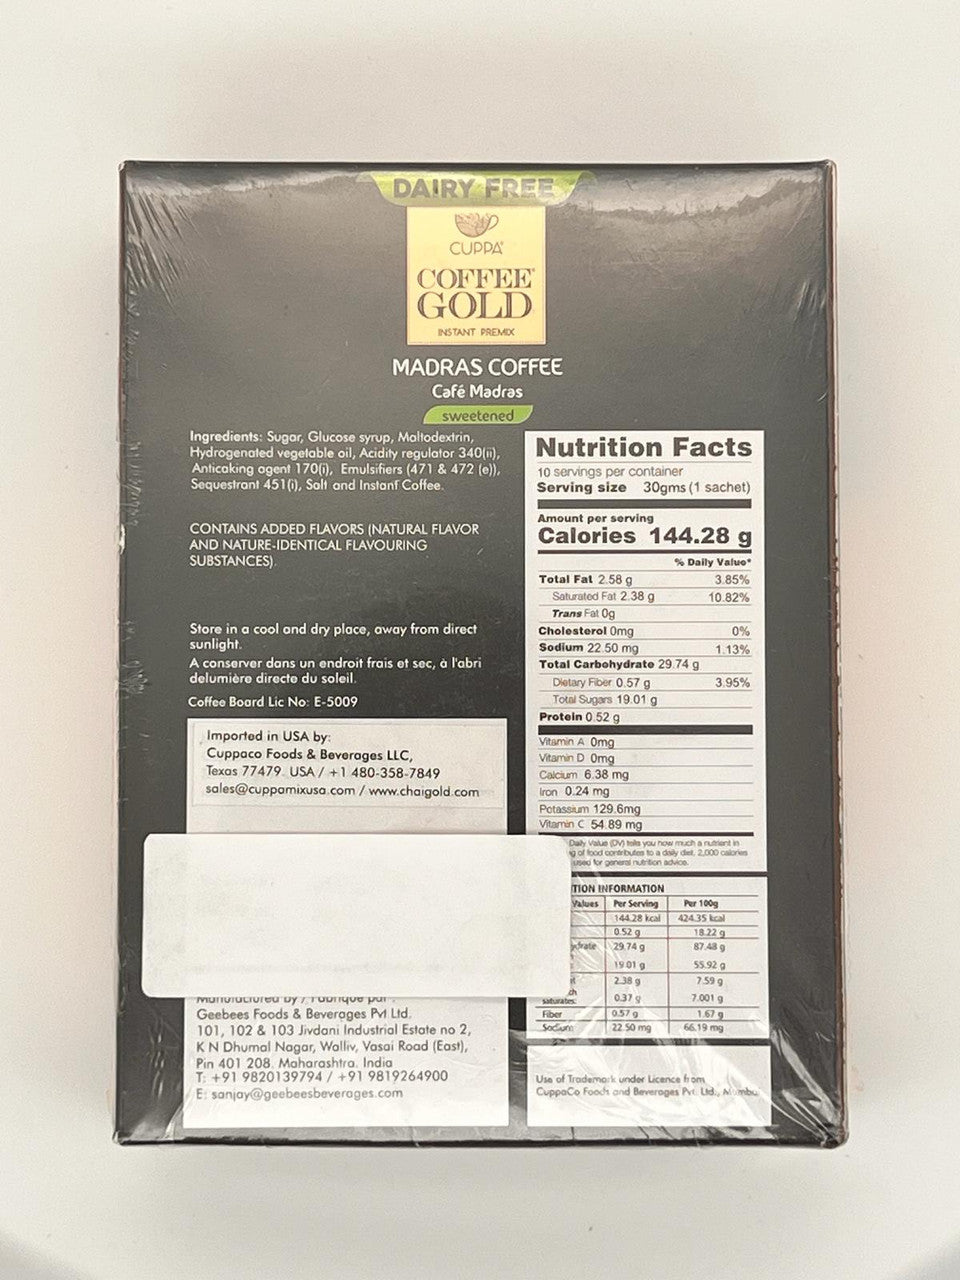 DAIRY FREE
CUPPA®
COFFEE®
GOLD
INSTANT PREMIX
MADRAS COFFEE
Café Madras
sweetened
Ingredients: Sugar, Glucose syrup, Maltodextrin,
Hydrogenated vegetable oil, Acidity regulator 340(ii),
Anticaking agent 170(i), Emulsifiers (471 & 472 (e)),
Sequestrant 451(i), Salt and Instant Coffee.
CONTAINS ADDED FLAVORS (NATURAL FLAVOR
AND NATURE-IDENTICAL FLAVOURING
SUBSTANCES).
Store in a cool and dry place, away from direct
sunlight.
A conserver dans un endroit frais et sec, à l'abri
delumière directe du soleil.
Coffee Board Lic No: E-5009
Imported in USA by:
Cuppaco Foods & Beverages LLC,
Texas 77479. USA / +1 480-358-7849
sales@cuppamixusa.com / www.chaigold.com
Manufactured by / Fabriqué par :
Geebees Foods & Beverages Pvt Ltd.
101, 102 & 103 Jivdani Industrial Estate no 2,
K N Dhumal Nagar, Walliv, Vasai Road (East),
Pin 401 208. Maharashtra. India
T: +91 9820139794 / +91 9819264900
E: sanjay@geebeesbeverages.com
Nutrition Facts
10 servings per container
Serving size 30gms (1 sachet)
Amount per serving
Calories 144.28 g
% Daily Value*
Total Fat 2.58 g 3.85%
Saturated Fat 2.38 g 10.82%
Trans Fat 0g
Cholesterol 0mg 0%
Sodium 22.50 mg 1.13%
Total Carbohydrate 29.74 g
Dietary Fiber 0.57 g 3.95%
Total Sugars 19.01 g
Protein 0.52 g
Vitamin A 0mg
Vitamin D 0mg
Calcium 6.38 mg
Iron 0.24 mg
Potassium 129.6mg
Vitamin C 54.89 mg
Daily Value (DV) tells you how much a nutrient in
g of food contributes to a daily diet. 2,000 calories
used for general nutrition advice.
TION INFORMATION
Values Per Serving Per 100g
144.28 kcal 424.35 kcal
0.52 g 18.22 g
ydrate 29.74 g 87.48 g
19.01 g 55.92 g
2.38 g 7.59 g
saturates: 0.37 g 7.001 g
Fiber 0.57 g 1.67 g
Sodium 22.50 mg 66.19 mg
Use of Trademark under Licence from
CuppaCo Foods and Beverages Pvt. Ltd., Mumbai